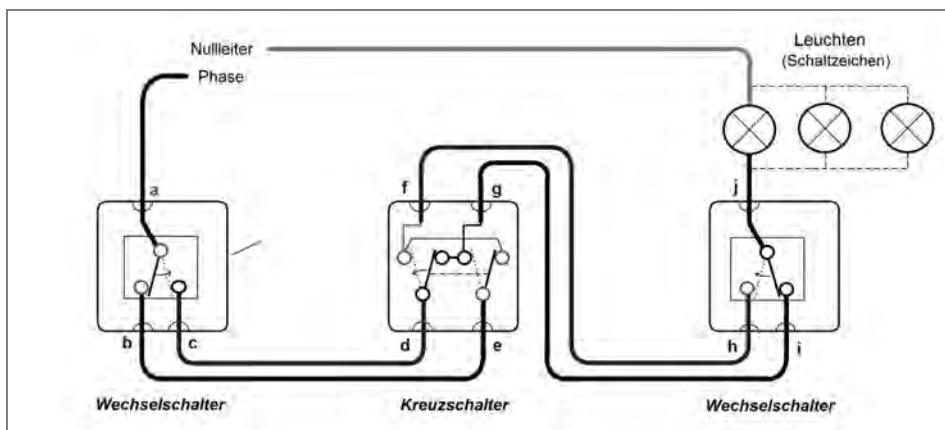 Nullleiter
Leuchten
(Schaltzeichen)
Phase
a
f
g
j
b
c
d
e
h
i
Wechselschalter
Kreuzschalter
Wechselschalter